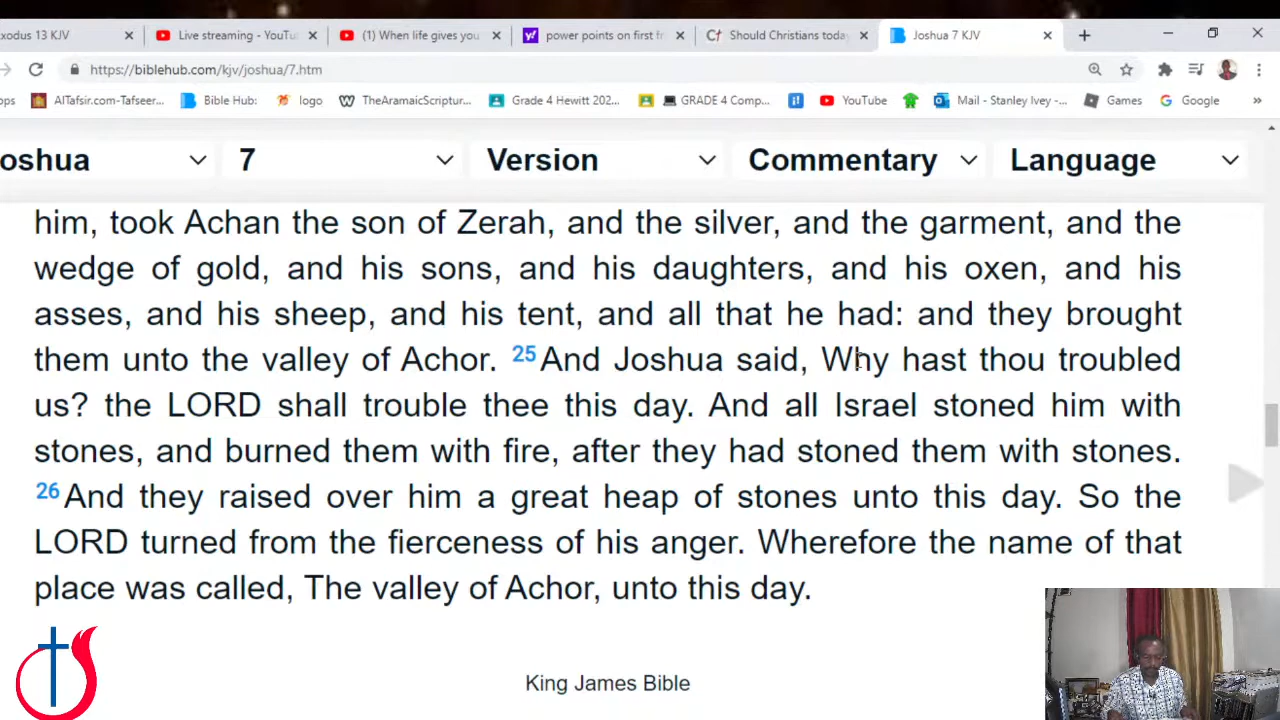 xodus 13 KJV
Live streaming - YouTu
(1) When life gives you
power points on first fr
Should Christians today
Joshua 7 KJV
https://biblehub.com/kjv/joshua/7.htm
ps
AlTafsir.com-Tafseer...
Bible Hub:
logo
TheAramaicScriptur...
Grade 4 Hewitt 202...
GRADE 4 Comp...
YouTube
Mail - Stanley Ivey -...
Games
Google
oshua
7
Version
Commentary
Language
him, took Achan the son of Zerah, and the silver, and the garment, and the
wedge of gold, and his sons, and his daughters, and his oxen, and his
asses, and his sheep, and his tent, and all that he had: and they brought
them unto the valley of Achor. 25 And Joshua said, Why hast thou troubled
us? the LORD shall trouble thee this day. And all Israel stoned him with
stones, and burned them with fire, after they had stoned them with stones.
26 And they raised over him a great heap of stones unto this day. So the
LORD turned from the fierceness of his anger. Wherefore the name of that
place was called, The valley of Achor, unto this day.
King James Bible